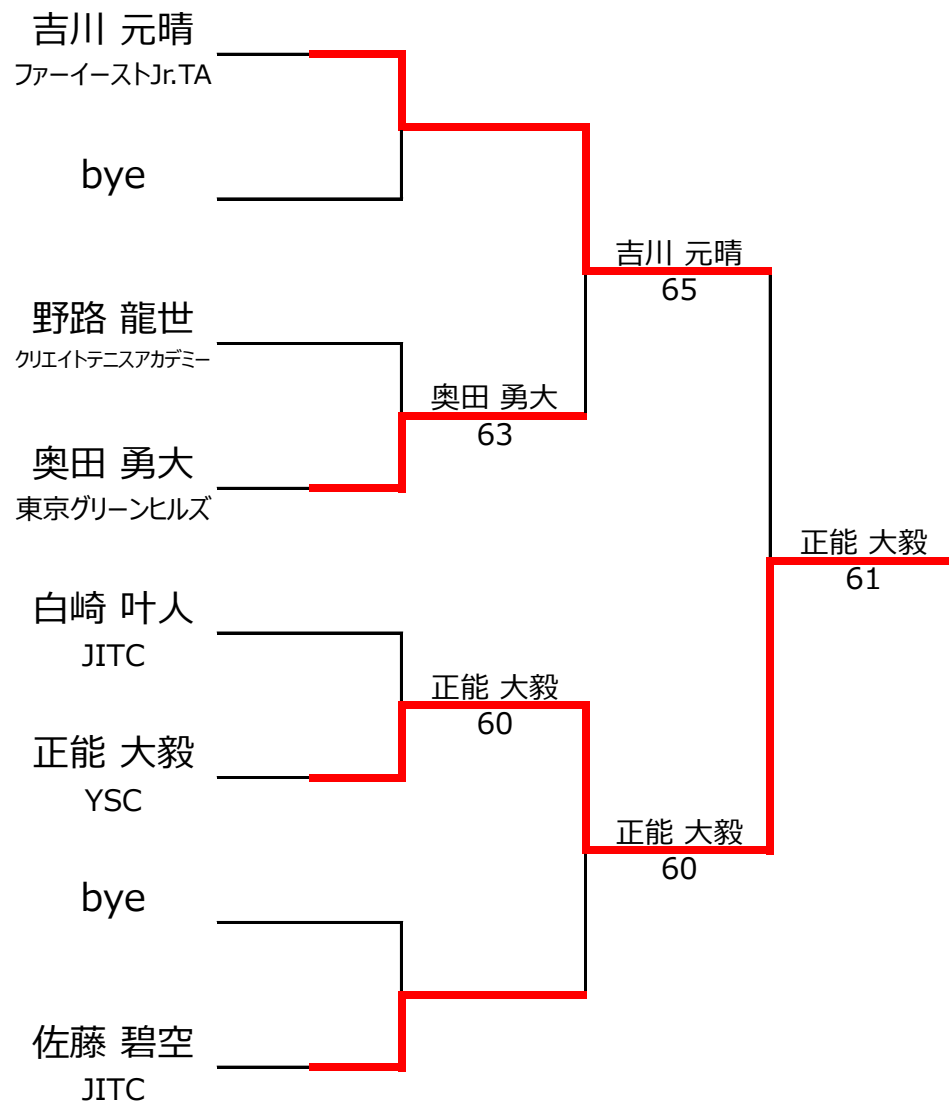 吉川 元晴
ファーイーストJr.TA
bye
野路 龍世
クリエイトテニスアカデミー
奥田 勇大
東京グリーンヒルズ
白崎 叶人
JITC
正能 大毅
YSC
bye
佐藤 碧空
JITC
奥田 勇大
63
正能 大毅
60
吉川 元晴
65
正能 大毅
60
正能 大毅
61